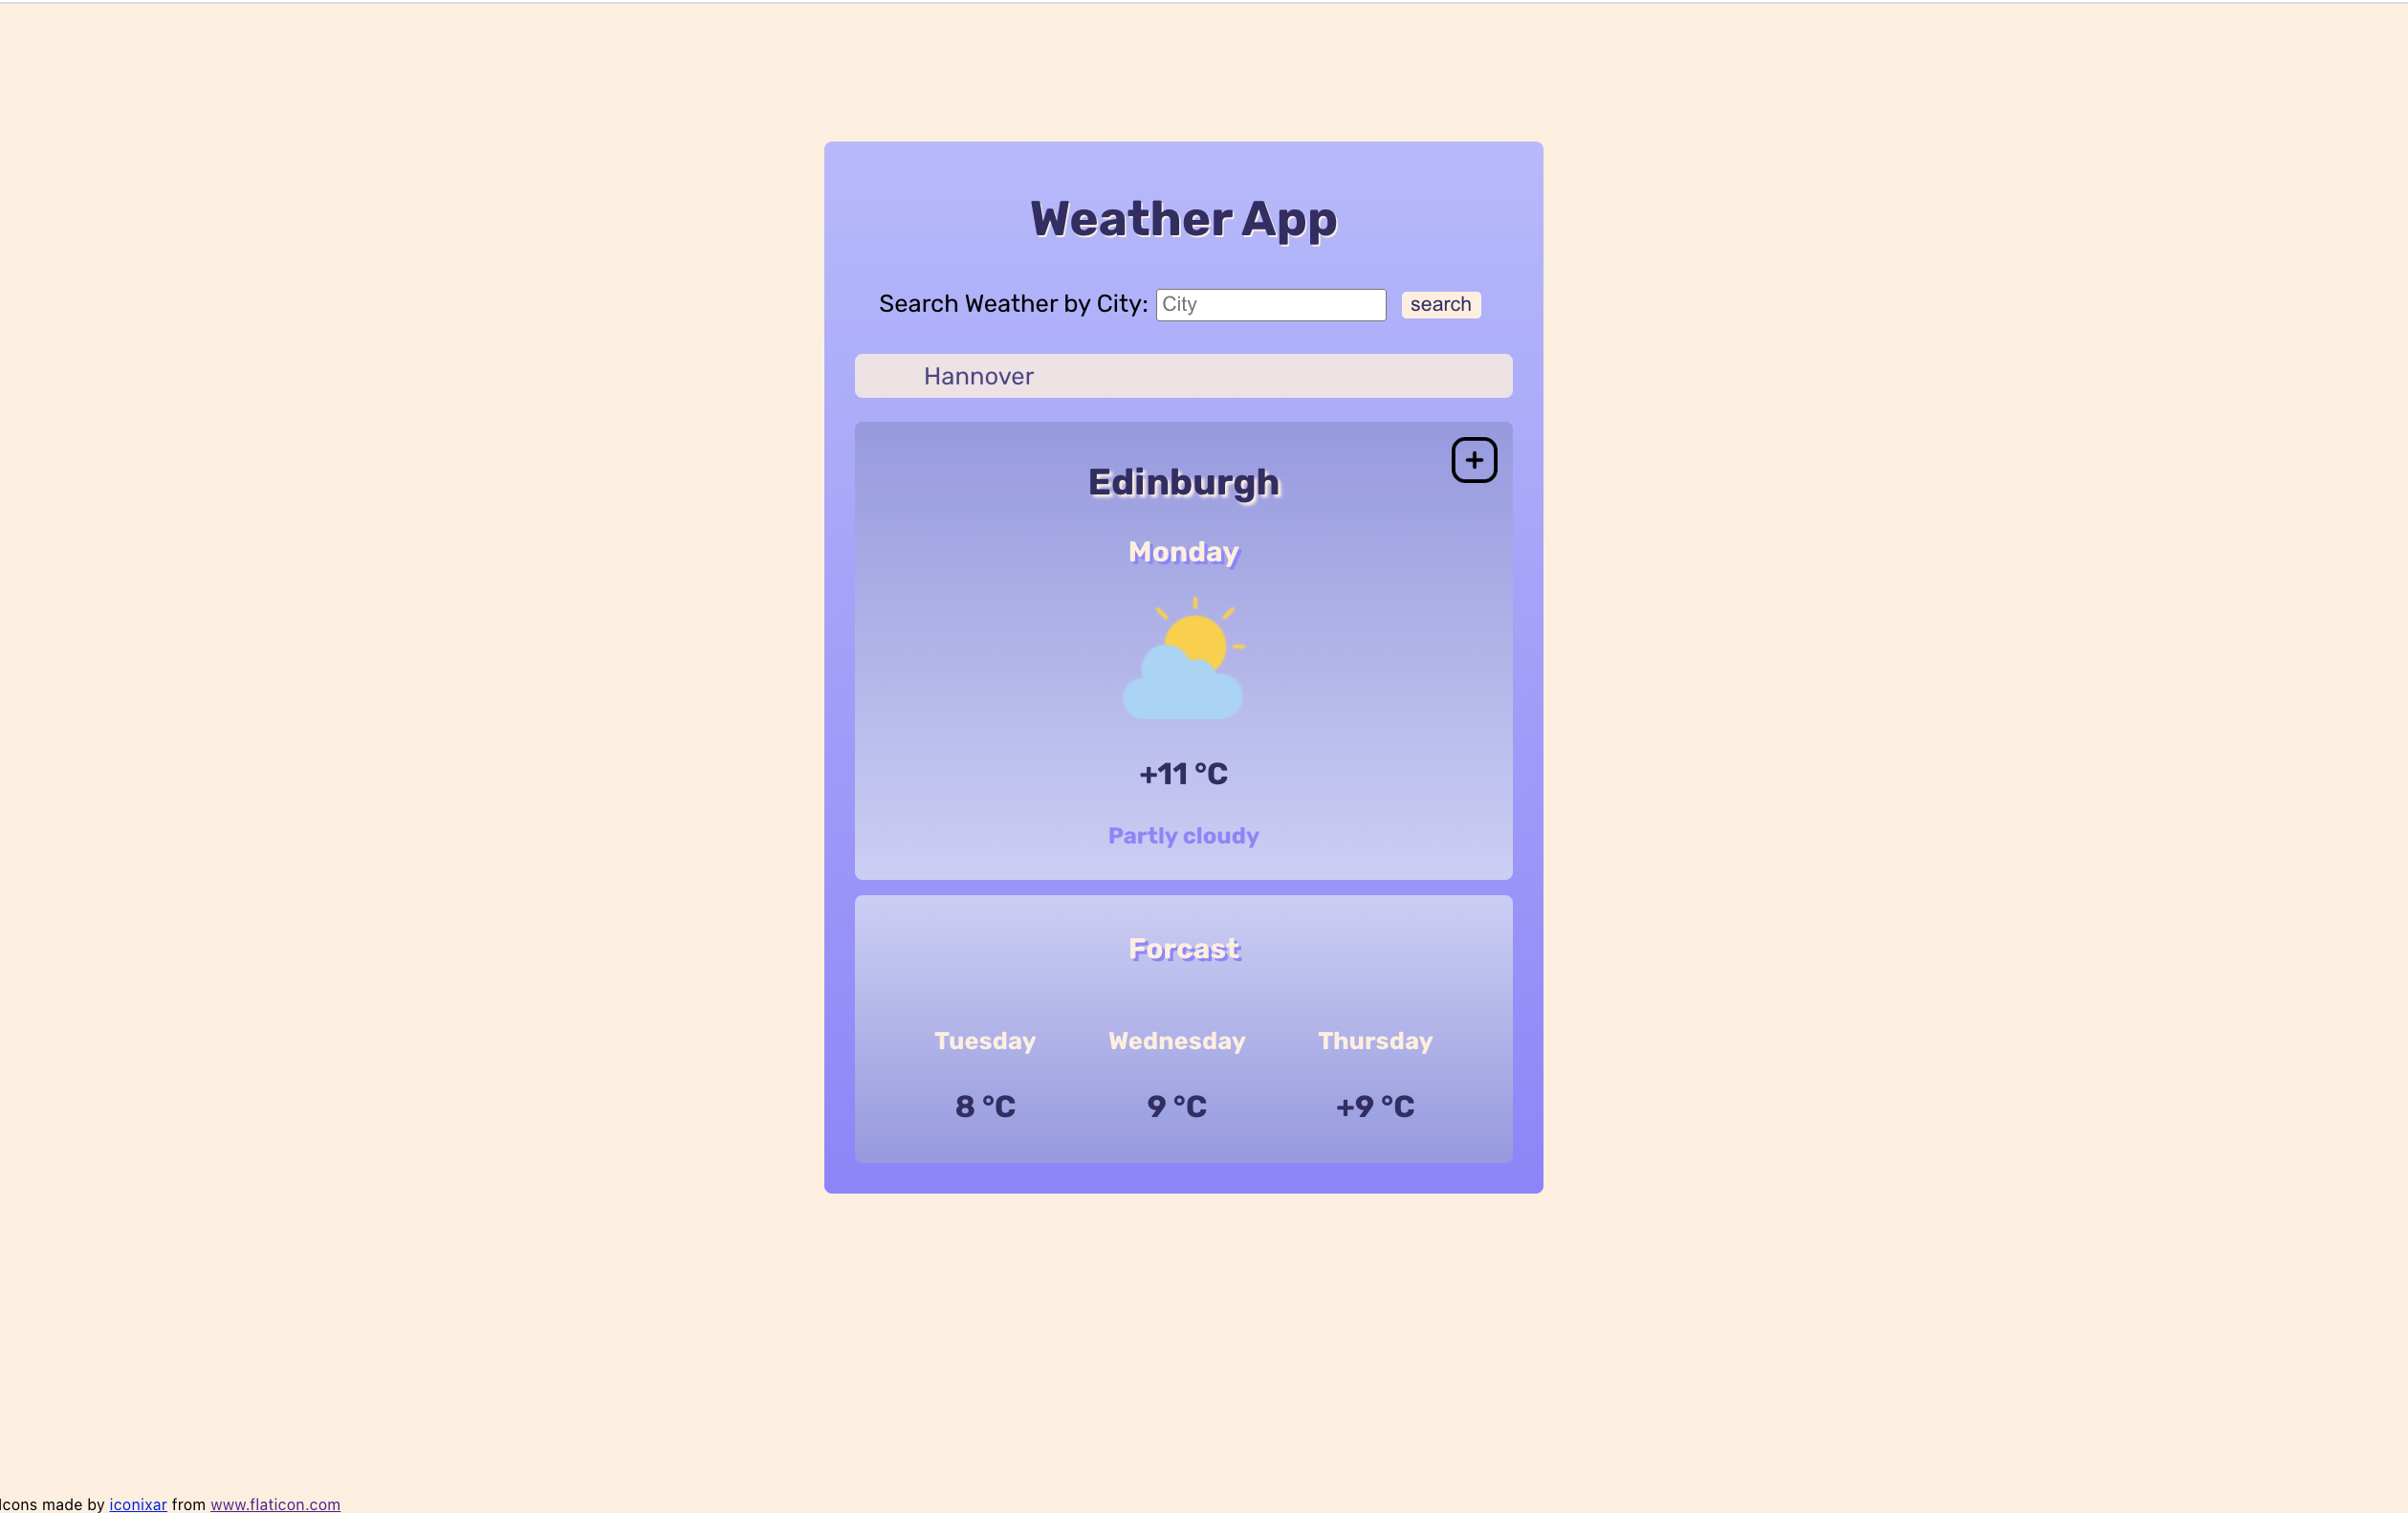 Weather App
Search Weather by City: City search
Hannover
Edinburgh
Monday
+11 °C
Partly cloudy
Forcast
Tuesday Wednesday Thursday
8 °C 9 °C +9 °C
Icons made by iconixar from www.flaticon.com